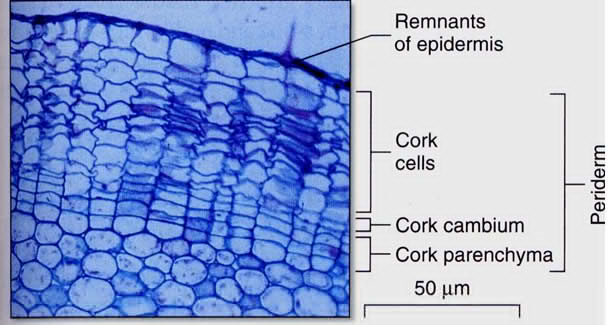 Remnants
of epidermis
Cork
cells
Cork cambium
Cork parenchyma
Periderm
50 μm